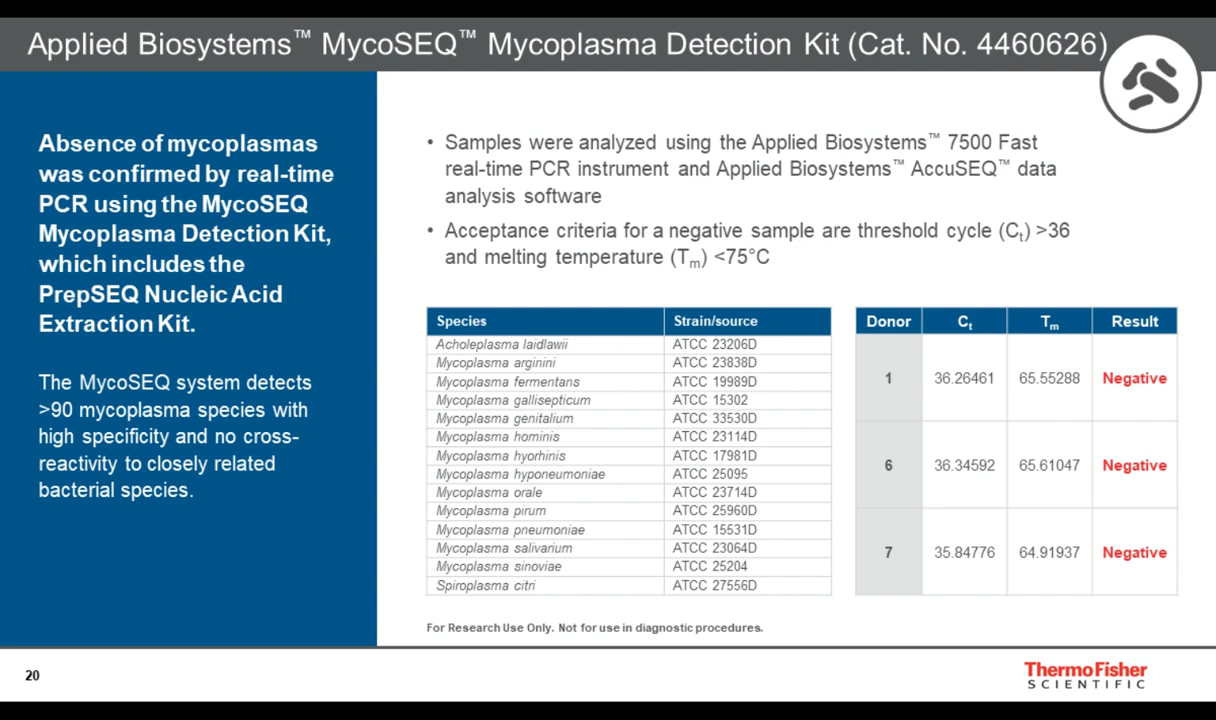 Applied Biosystems™ MycoSEQ™ Mycoplasma Detection Kit (Cat. No. 4460626)
Absence of mycoplasmas
was confirmed by real-time
PCR using the MycoSEQ
Mycoplasma Detection Kit,
which includes the
PrepSEQ Nucleic Acid
Extraction Kit.
The MycoSEQ system detects
>90 mycoplasma species with
high specificity and no cross-
reactivity to closely related
bacterial species.
• Samples were analyzed using the Applied Biosystems™ 7500 Fast
real-time PCR instrument and Applied Biosystems™ AccuSEQ™ data
analysis software
• Acceptance criteria for a negative sample are threshold cycle (Ct) >36
and melting temperature (Tm) <75°C
Species Strain/source
Acholeplasma laidlawii ATCC 23206D
Mycoplasma arginini ATCC 23838D
Mycoplasma fermentans ATCC 19989D
Mycoplasma gallisepticum ATCC 15302
Mycoplasma genitalium ATCC 33530D
Mycoplasma hominis ATCC 23114D
Mycoplasma hyorhinis ATCC 17981D
Mycoplasma hyponeumoniae ATCC 25095
Mycoplasma orale ATCC 23714D
Mycoplasma pirum ATCC 25960D
Mycoplasma pneumoniae ATCC 15531D
Mycoplasma salivarium ATCC 23064D
Mycoplasma sinoviae ATCC 25204
Spiroplasma citri ATCC 27556D
Donor Ct Tm Result
1 36.26461 65.55288 Negative
6 36.34592 65.61047 Negative
7 35.84776 64.91937 Negative
For Research Use Only. Not for use in diagnostic procedures.
20
ThermoFisher
SCIENTIFIC